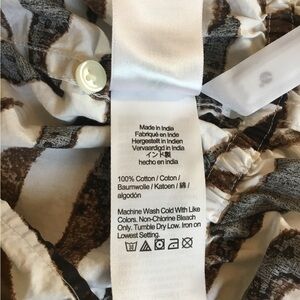 Made in India
Fabriqué en Inde
Hergestellt in Indien
Vervaardigd in Indien
インド製
hecho en India
100% Cotton / Coton /
Baumwolle / Katoen / 綿 /
algodón
Machine Wash Cold With Like
Colors. Non-Chlorine Bleach
Only. Tumble Dry Low. Iron on
Lowest Setting.